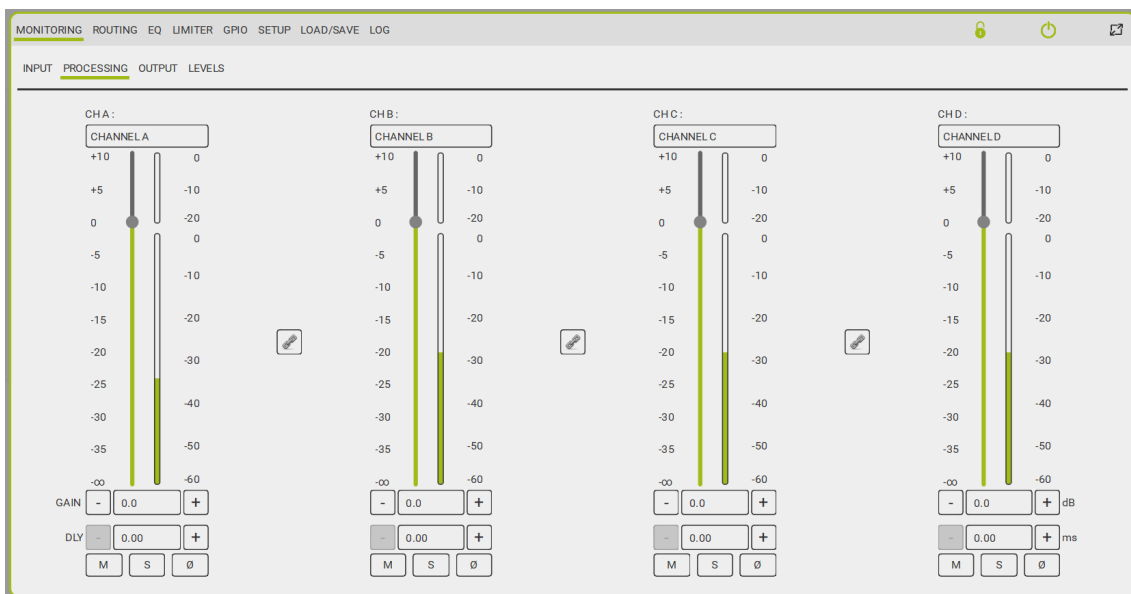 MONITORING ROUTING EQ LIMITER GPIO SETUP LOAD/SAVE LOG
INPUT PROCESSING OUTPUT LEVELS
CH A : CH B : CH C : CH D :
CHANNEL A CHANNEL B CHANNEL C CHANNEL D
+10 0 +10 0 +10 0 +10 0
+5 -10 +5 -10 +5 -10 +5 -10
0 -20 0 -20 0 -20 0 -20
0 0 0 0
-5 -5 -5 -5
-10 -10 -10 -10
-10 -10 -10 -10
-15 -20 -15 -20 -15 -20 -15 -20
-20 -30 -20 -30 -20 -30 -20 -30
-25 -25 -25 -25
-40 -40 -40 -40
-30 -30 -30 -30
-35 -50 -35 -50 -35 -50 -35 -50
-∞ -60 -∞ -60 -∞ -60 -∞ -60
GAIN - 0.0 + - 0.0 + - 0.0 + - 0.0 + dB
DLY - 0.00 + - 0.00 + - 0.00 + - 0.00 + ms
M S Ø M S Ø M S Ø M S Ø